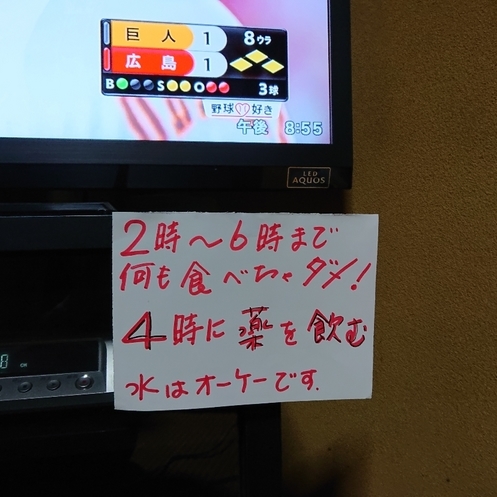 巨人 1 8ウラ
広島 1
B S O 3球
野球 好き
午後 8:55
LED
AQUOS
2時〜6時まで
何も食べちゃダメ!
4時に薬を飲む
水はオーケーです.